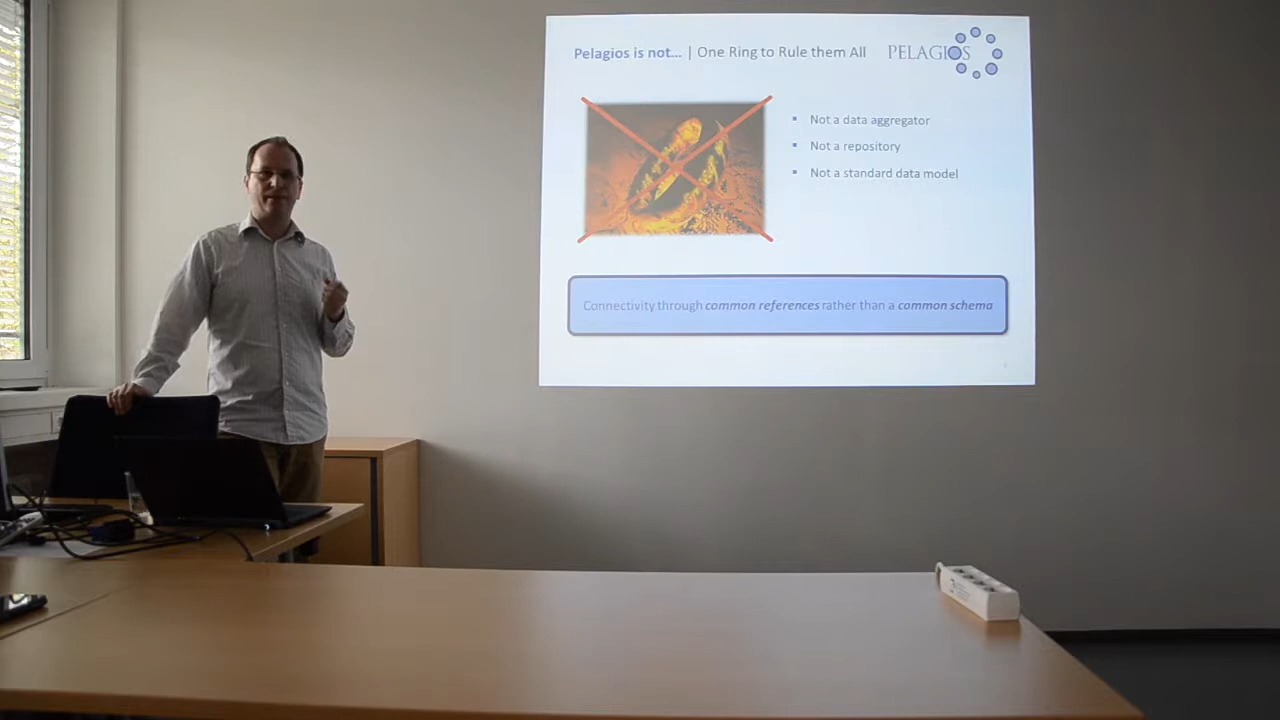 Pelagios is not... | One Ring to Rule them All
PELAGIOS
▪ Not a data aggregator
▪ Not a repository
▪ Not a standard data model
Connectivity through common references rather than a common schema